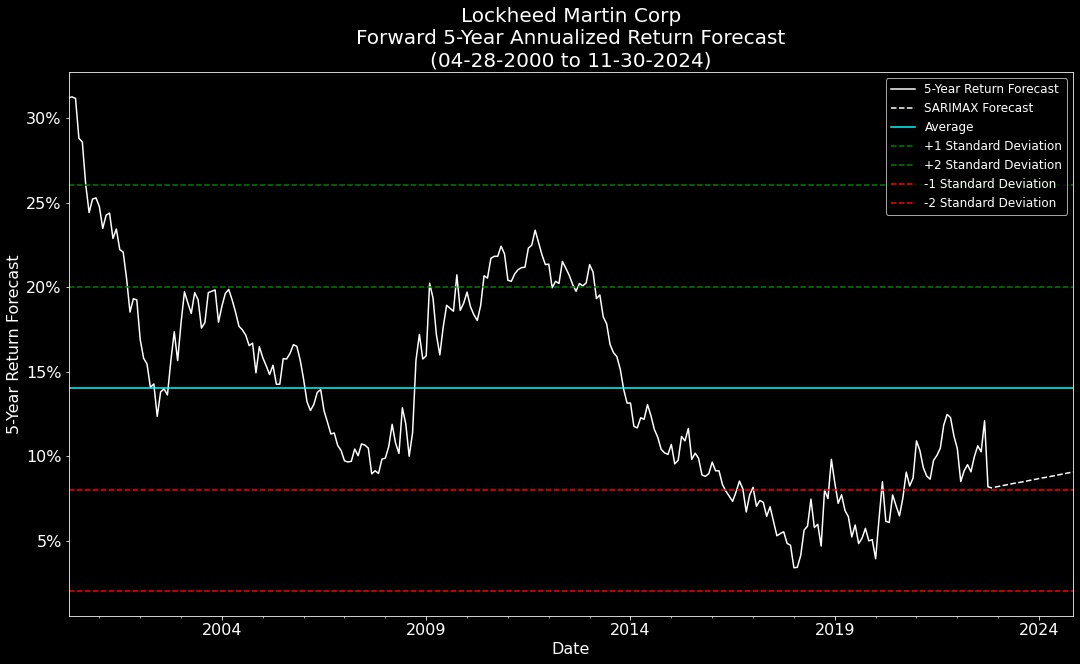 Lockheed Martin Corp
Forward 5-Year Annualized Return Forecast
(04-28-2000 to 11-30-2024)
5-Year Return Forecast
30%
25%
20%
15%
10%
5%
5-Year Return Forecast
SARIMAX Forecast
Average
+1 Standard Deviation
+2 Standard Deviation
-1 Standard Deviation
-2 Standard Deviation
2004
2009
2014
2019
2024
Date